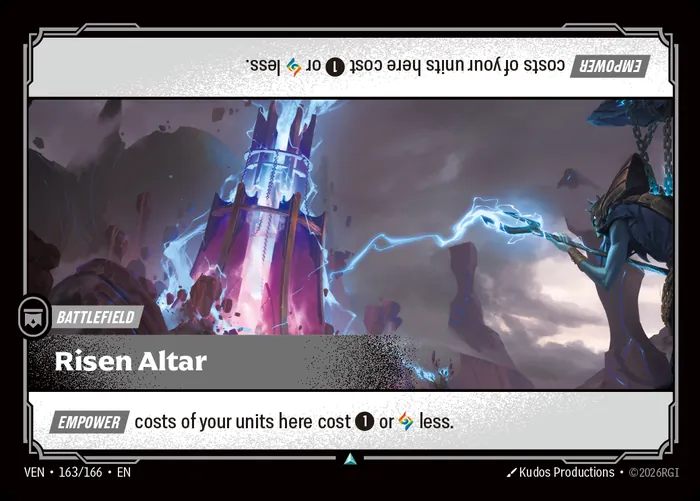 EMPOWER costs of your units here cost 1 or less.
BATTLEFIELD
Risen Altar
EMPOWER costs of your units here cost 1 or less.
VEN • 163/166 • EN
Kudos Productions • ©2026RGI